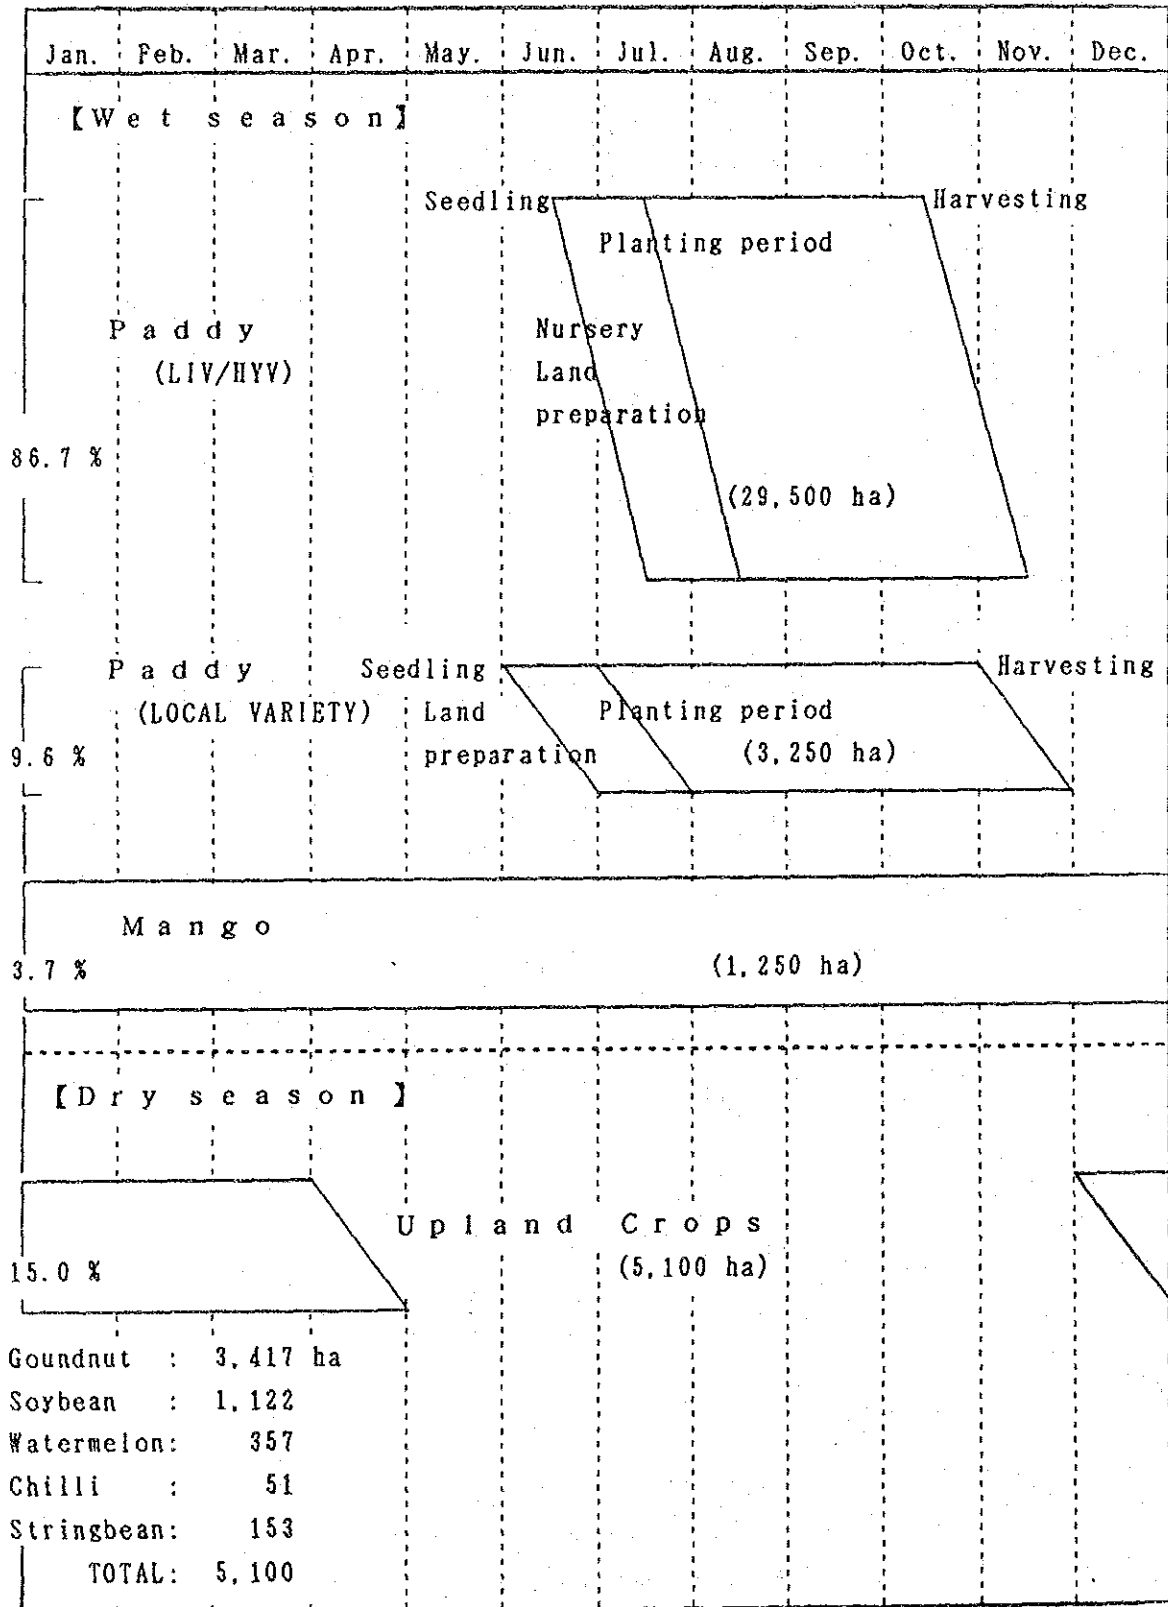 Jan. Feb. Mar. Apr. May. Jun. Jul. Aug. Sep. Oct. Nov. Dec.
【Wet season】
Seedling Harvesting
Planting period
Paddy Nursery
(LIV/HYV) Land
preparation
86.7 %
(29,500 ha)
Paddy Seedling Harvesting
(LOCAL VARIETY) Land Planting period
9.6 % preparation (3,250 ha)
Mango
3.7 % (1,250 ha)
【Dry season】
Upland Crops
15.0 % (5,100 ha)
Goundnut : 3,417 ha
Soybean : 1,122
Watermelon: 357
Chilli : 51
Stringbean: 153
TOTAL: 5,100